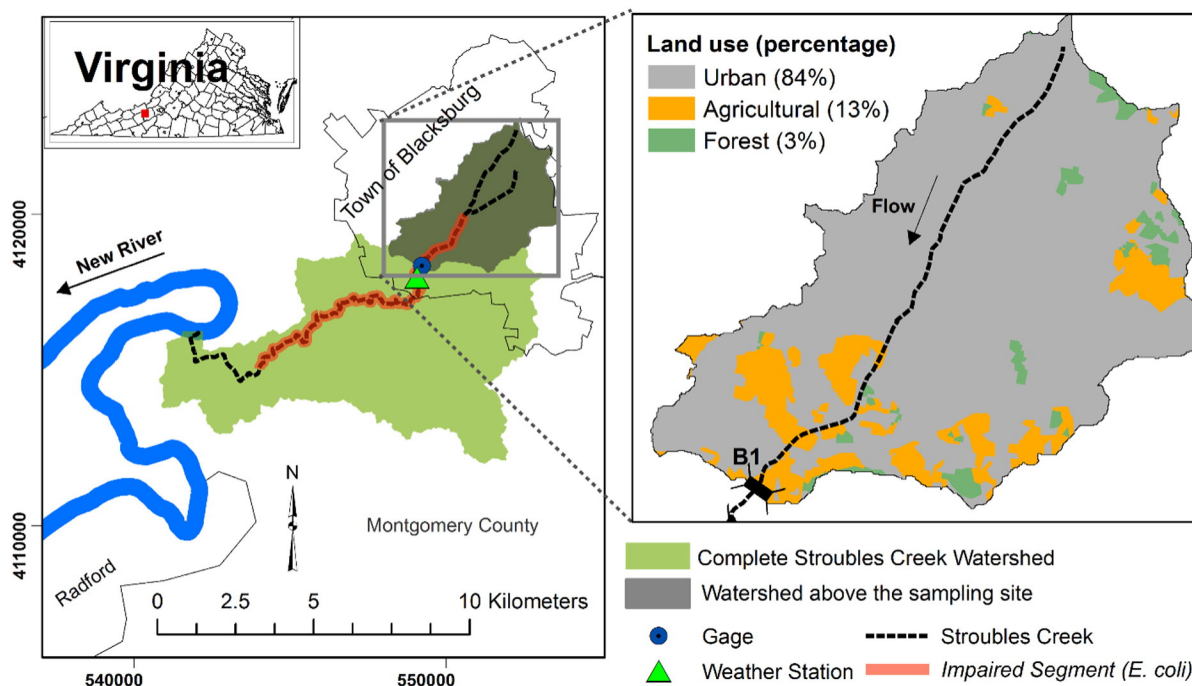 Virginia
Town of Blacksburg
New River
N
Montgomery County
Radford
0 2.5 5 10 Kilometers
4120000
4110000
540000 550000
Land use (percentage)
Urban (84%)
Agricultural (13%)
Forest (3%)
Flow
B1
Complete Stroubles Creek Watershed
Watershed above the sampling site
Gage
Stroubles Creek
Weather Station
Impaired Segment (E. coli)